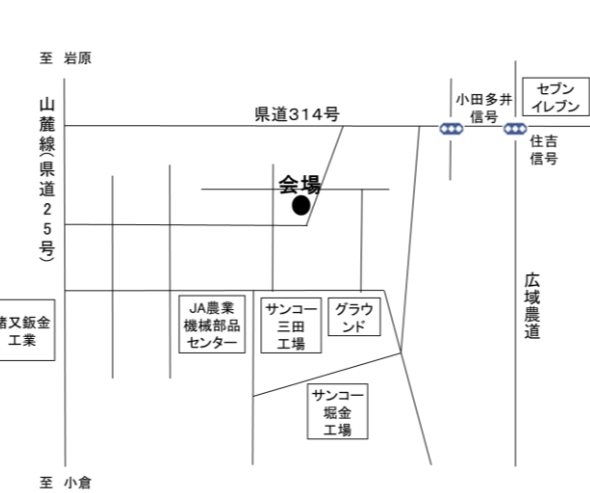 至 岩原
山麓線(県道25号)
県道314号
小田多井
信号
セブン
イレブン
住吉
信号
会場
広域農道
猪又鈑金
工業
JA農業
機械部品
センター
サンコー
三田
工場
グラウ
ンド
サンコー
堀金
工場
至 小倉